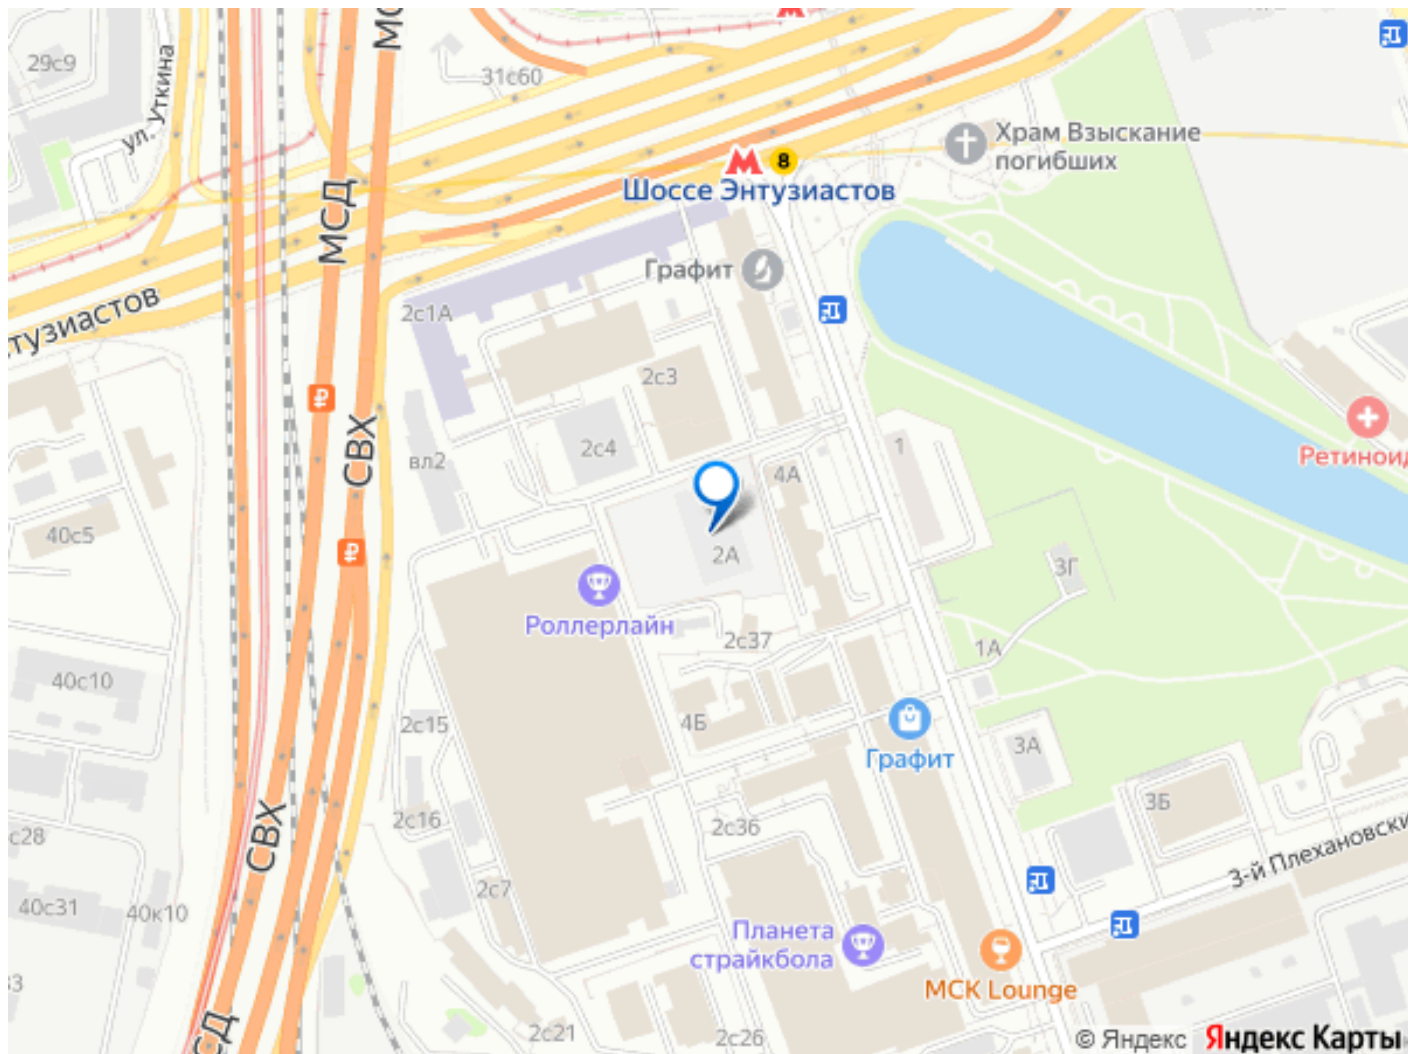 29с9
ул. Уткина
31с60
МСД
Храм Взыскание
погибших
8
Шоссе Энтузиастов
Графит
2с1А
2с3
1
2с4
вл2
4А
СВХ
Ретиноид
40с5
2А
3Г
Роллерлайн
2с37
1А
40с10
2с15
4Б
Графит
3А
3Б
2с16
2с36
СВХ
3-й Плехановский
с28
2с7
40с31
40к10
Планета
страйкбола
МСК Lounge
2с21
2с26
© Яндекс Яндекс Карты